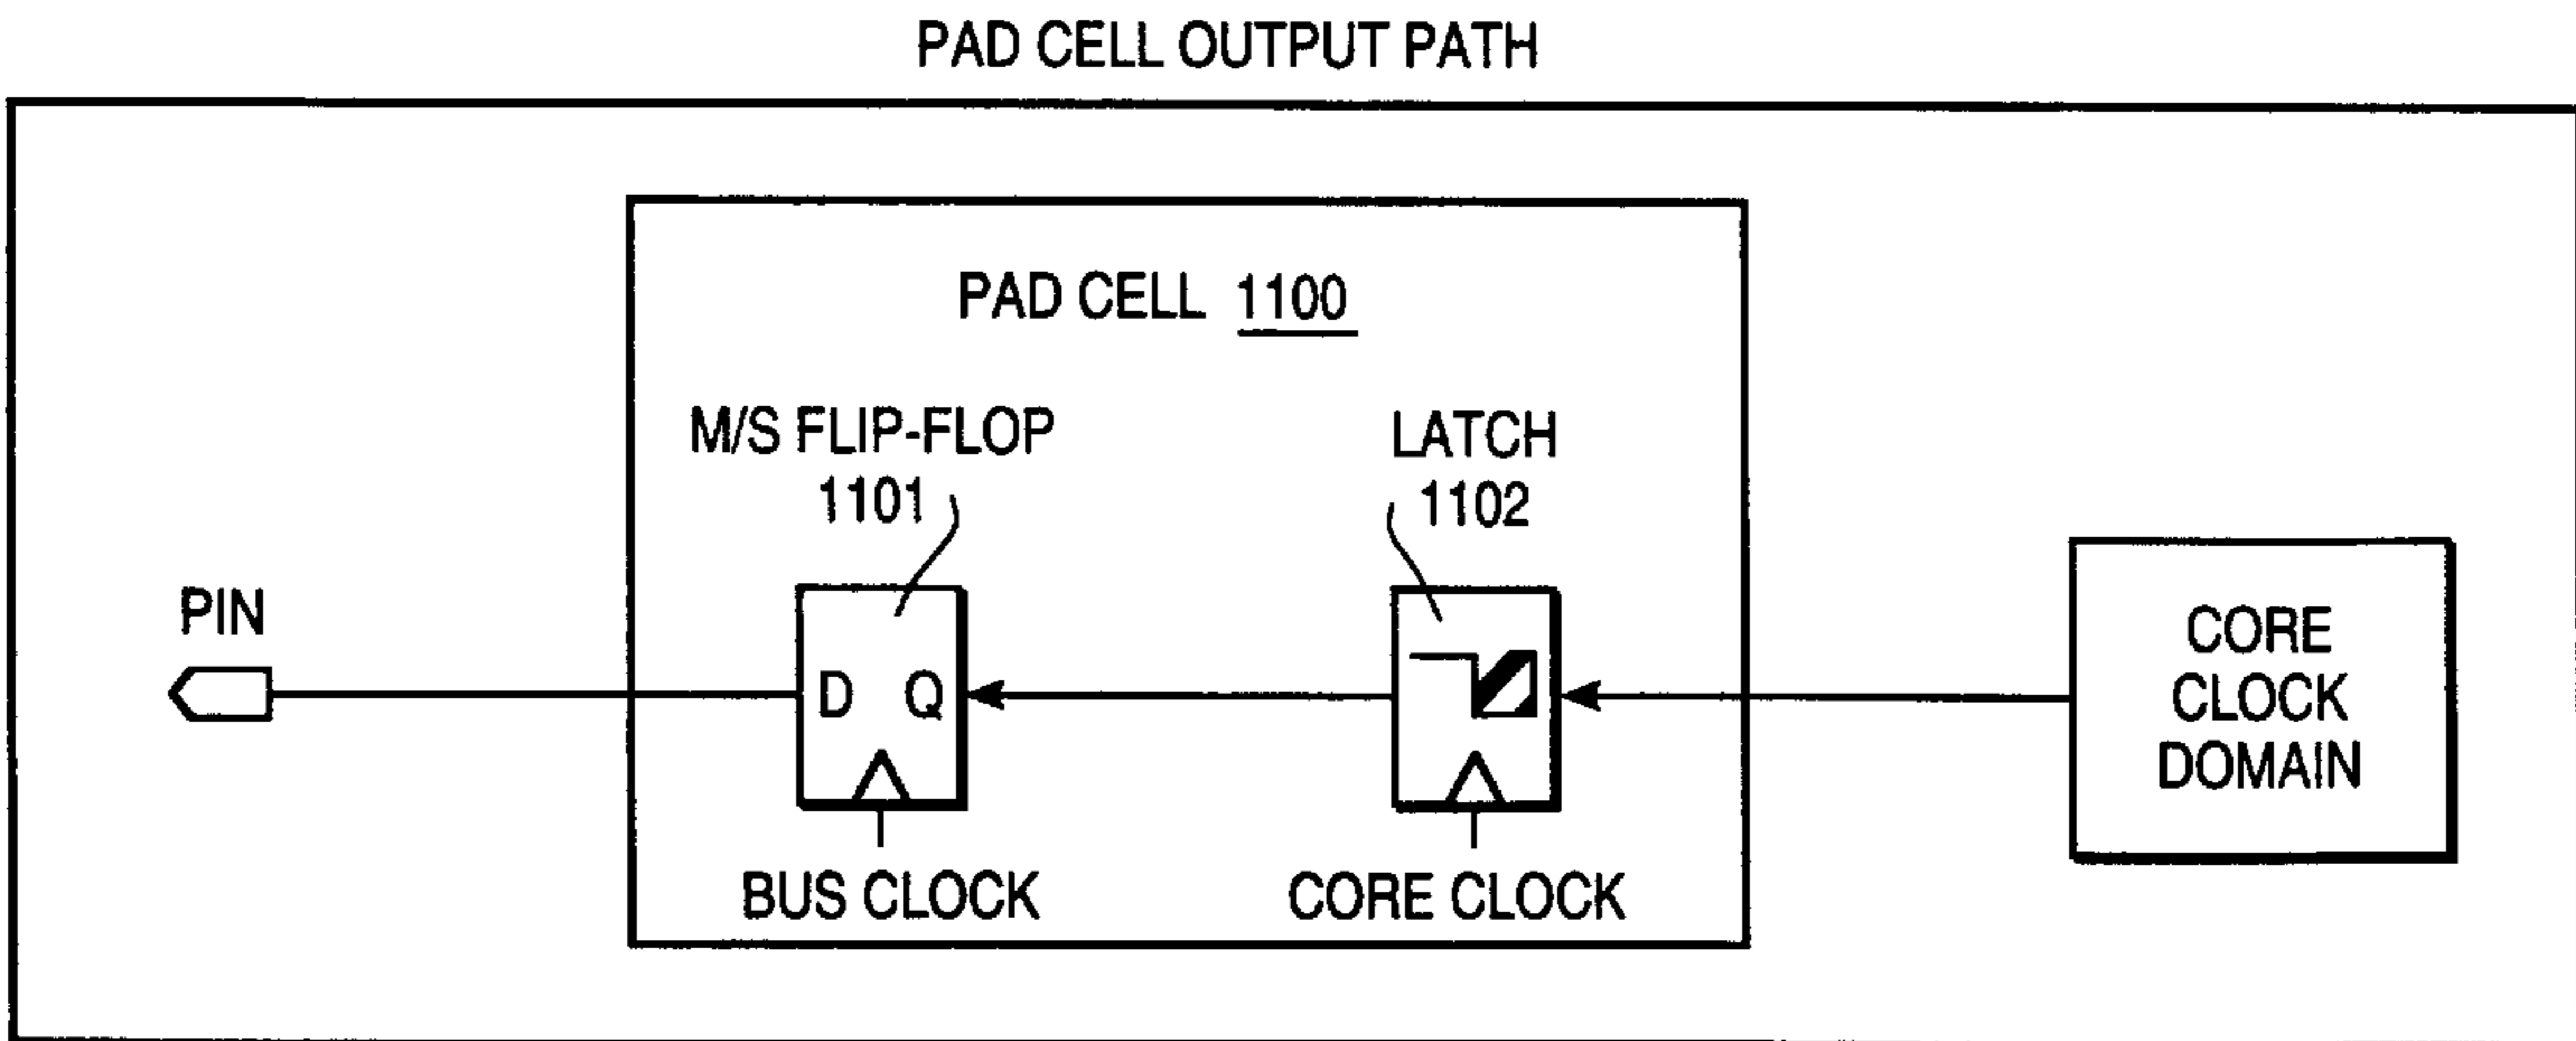 PAD CELL OUTPUT PATH
PAD CELL 1100
M/S FLIP-FLOP
1101
LATCH
1102
PIN
D Q
CORE
CLOCK
DOMAIN
BUS CLOCK
CORE CLOCK